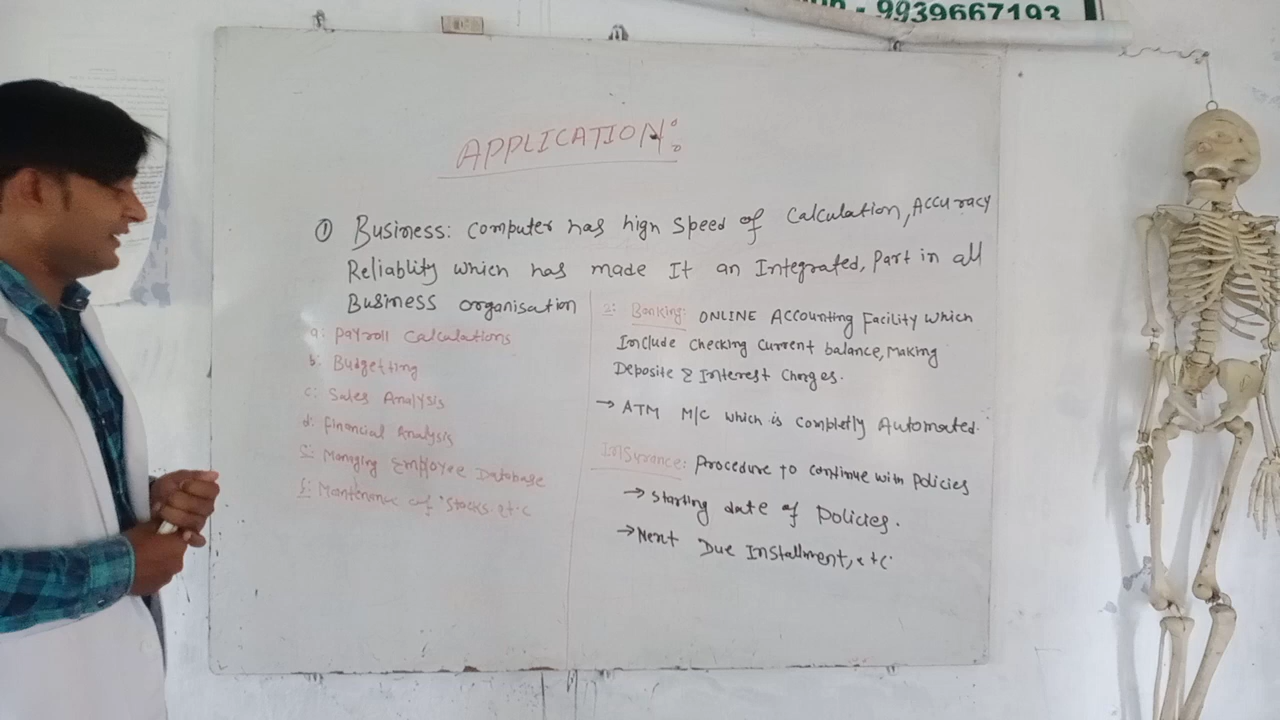 - 9939667193
APPLICATION:
① Business: Computer has high speed of calculation, Accuracy
Reliablity which has made It an Integrated, Part in all
Business organisation
a: Payroll Calculations
b: Budgetting
c: Sales Analysis
d: Financial Analysis
e: Managing Employee Database
f: Maintenance of Stocks. etc
2: Banking: ONLINE Accounting Facility which
Include checking current balance, Making
Deposite & Interest Charges.
→ ATM M/C which is completly Automated.
Insurance: Procedure to continue with policies
→ Starting date of policies.
→ Next Due Installment, etc.